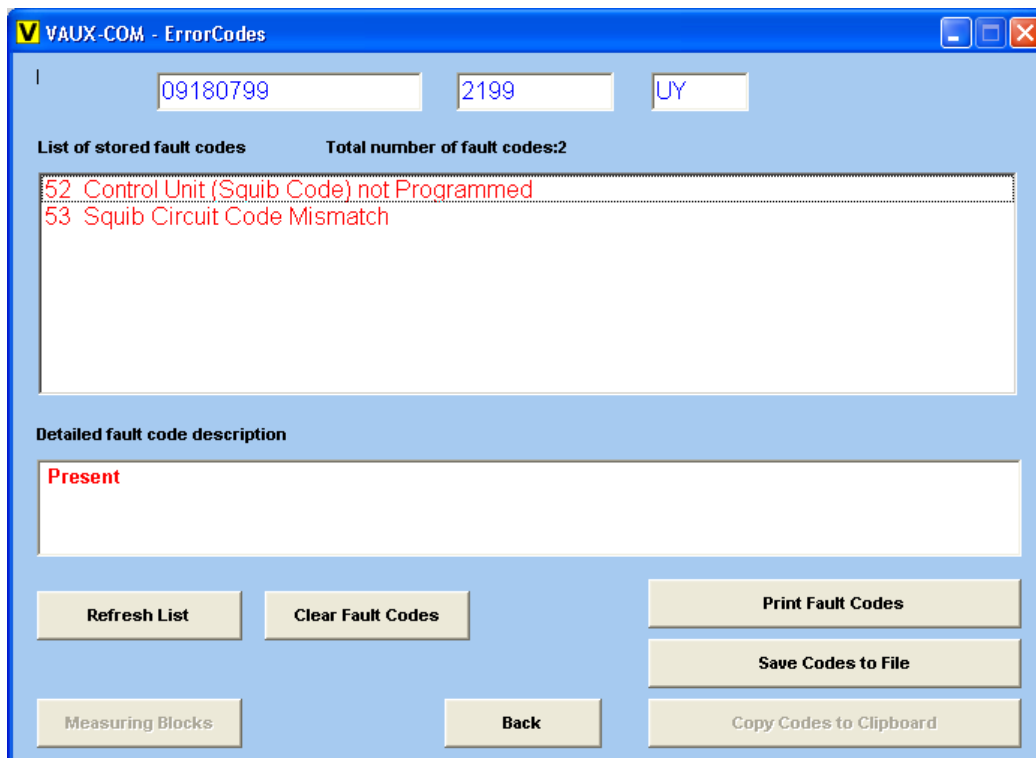 V VAUX-COM - ErrorCodes
09180799 2199 UY
List of stored fault codes Total number of fault codes:2
52 Control Unit (Squib Code) not Programmed
53 Squib Circuit Code Mismatch
Detailed fault code description
Present
Refresh List Clear Fault Codes Print Fault Codes
Save Codes to File
Measuring Blocks Back Copy Codes to Clipboard